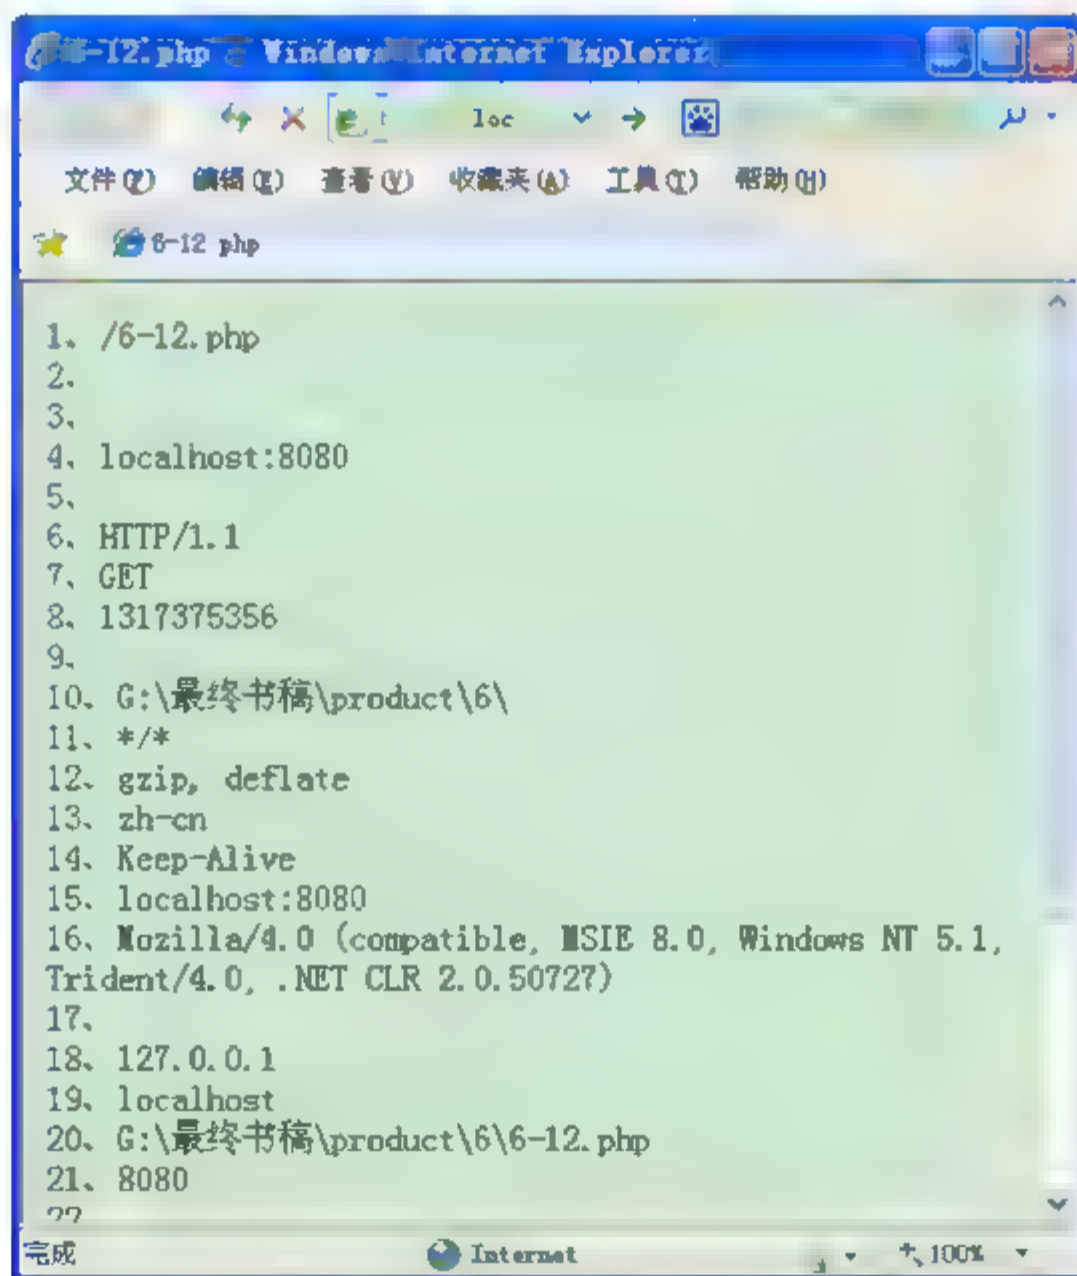 6-12.php - Windows Internet Explorer
loc
文件(F) 编辑(E) 查看(V) 收藏夹(A) 工具(T) 帮助(H)
6-12 php
1、/6-12.php
2、
3、
4、localhost:8080
5、
6、HTTP/1.1
7、GET
8、1317375356
9、
10、G:\最终书稿\product\6\
11、*/*
12、gzip, deflate
13、zh-cn
14、Keep-Alive
15、localhost:8080
16、Mozilla/4.0 (compatible, MSIE 8.0, Windows NT 5.1,
Trident/4.0, .NET CLR 2.0.50727)
17、
18、127.0.0.1
19、localhost
20、G:\最终书稿\product\6\6-12.php
21、8080
22
完成 Internet 100%